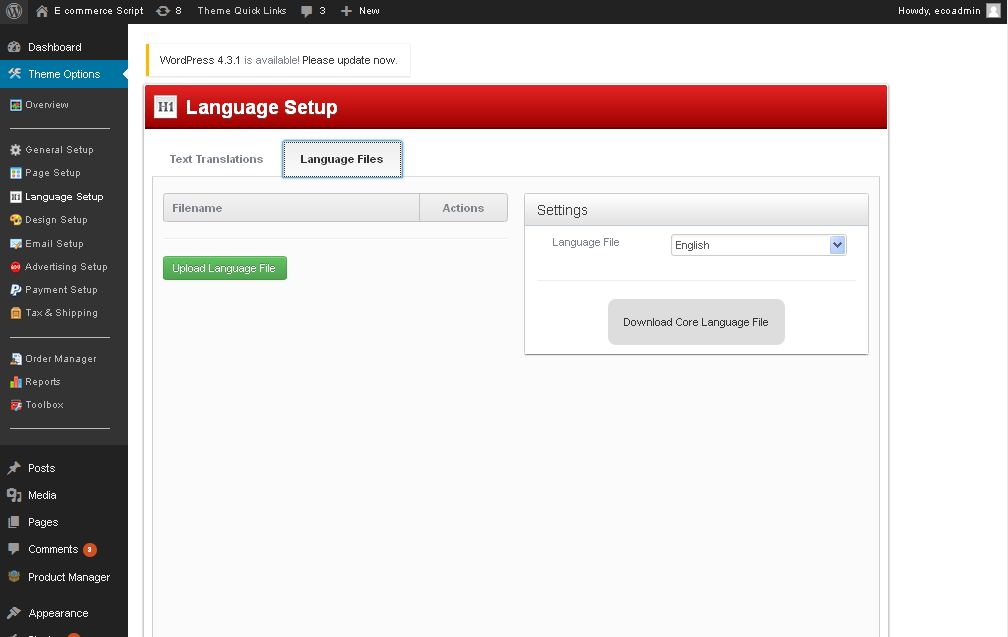 E commerce Script 8 Theme Quick Links 3 New Howdy, ecoadmin
Dashboard
Theme Options
Overview
General Setup
Page Setup
H1 Language Setup
Design Setup
Email Setup
Advertising Setup
Payment Setup
Tax & Shipping
Order Manager
Reports
Toolbox
Posts
Media
Pages
Comments 3
Product Manager
Appearance
WordPress 4.3.1 is available! Please update now.
H1 Language Setup
Text Translations Language Files
Filename Actions
Upload Language File
Settings
Language File English
Download Core Language File